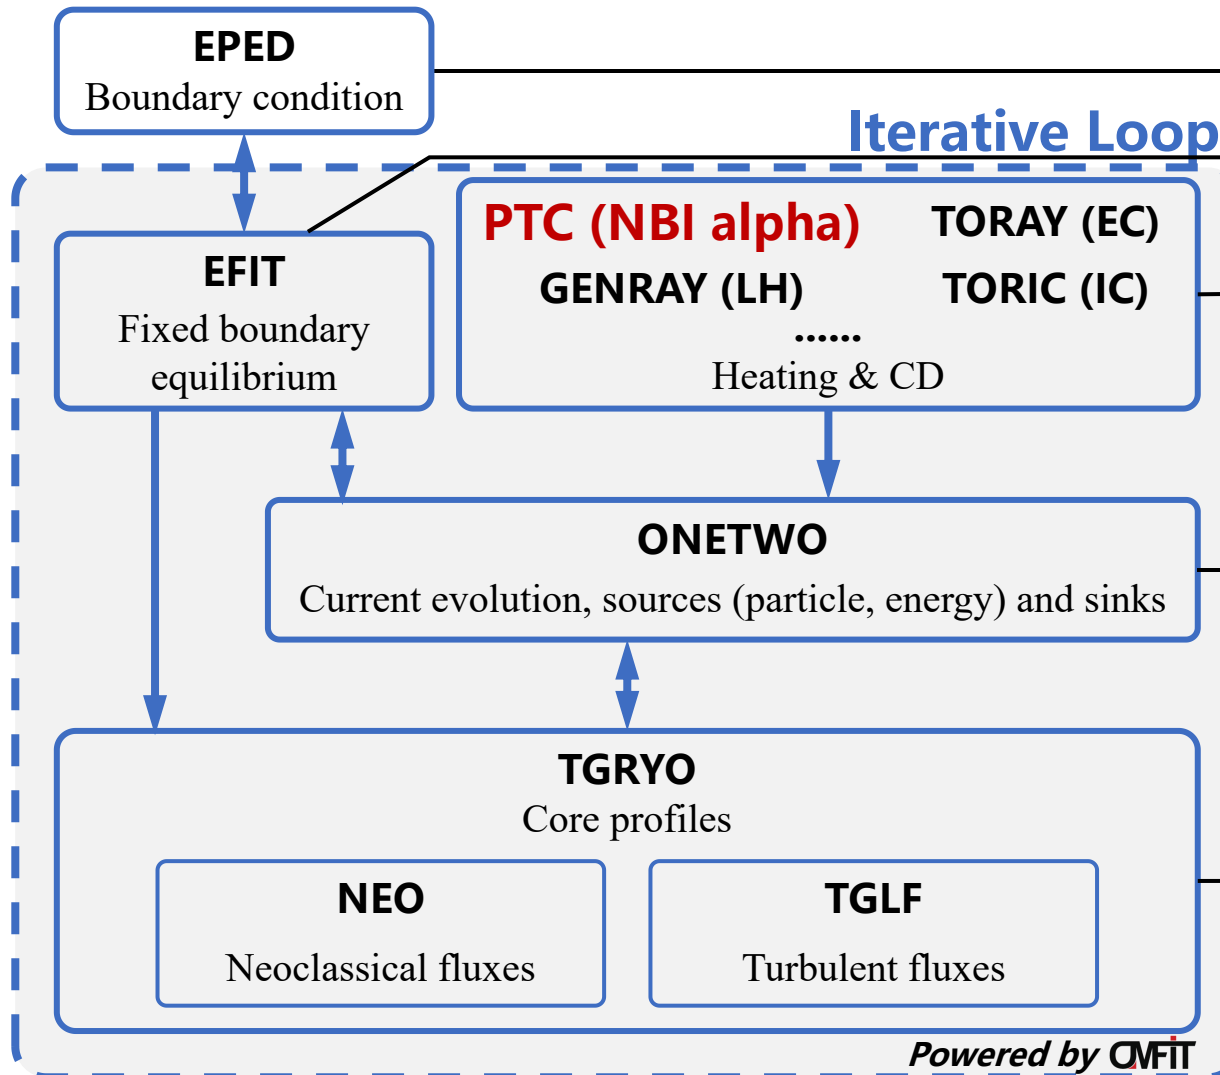 EPED
Boundary condition
Iterative Loop
EFIT
Fixed boundary
equilibrium
PTC (NBI alpha)
TORAY (EC)
GENRAY (LH)
TORIC (IC)
......
Heating & CD
ONETWO
Current evolution, sources (particle, energy) and sinks
TGRYO
Core profiles
NEO
Neoclassical fluxes
TGLF
Turbulent fluxes
Powered by OMFiT